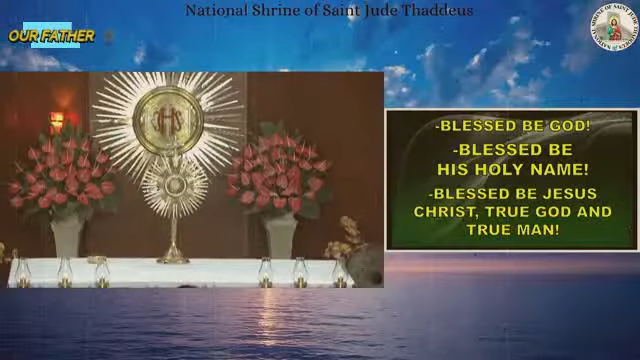 National Shrine of Saint Jude Thaddeus
OUR FATHER
IHS
-BLESSED BE GOD!
-BLESSED BE
HIS HOLY NAME!
-BLESSED BE JESUS
CHRIST, TRUE GOD AND
TRUE MAN!